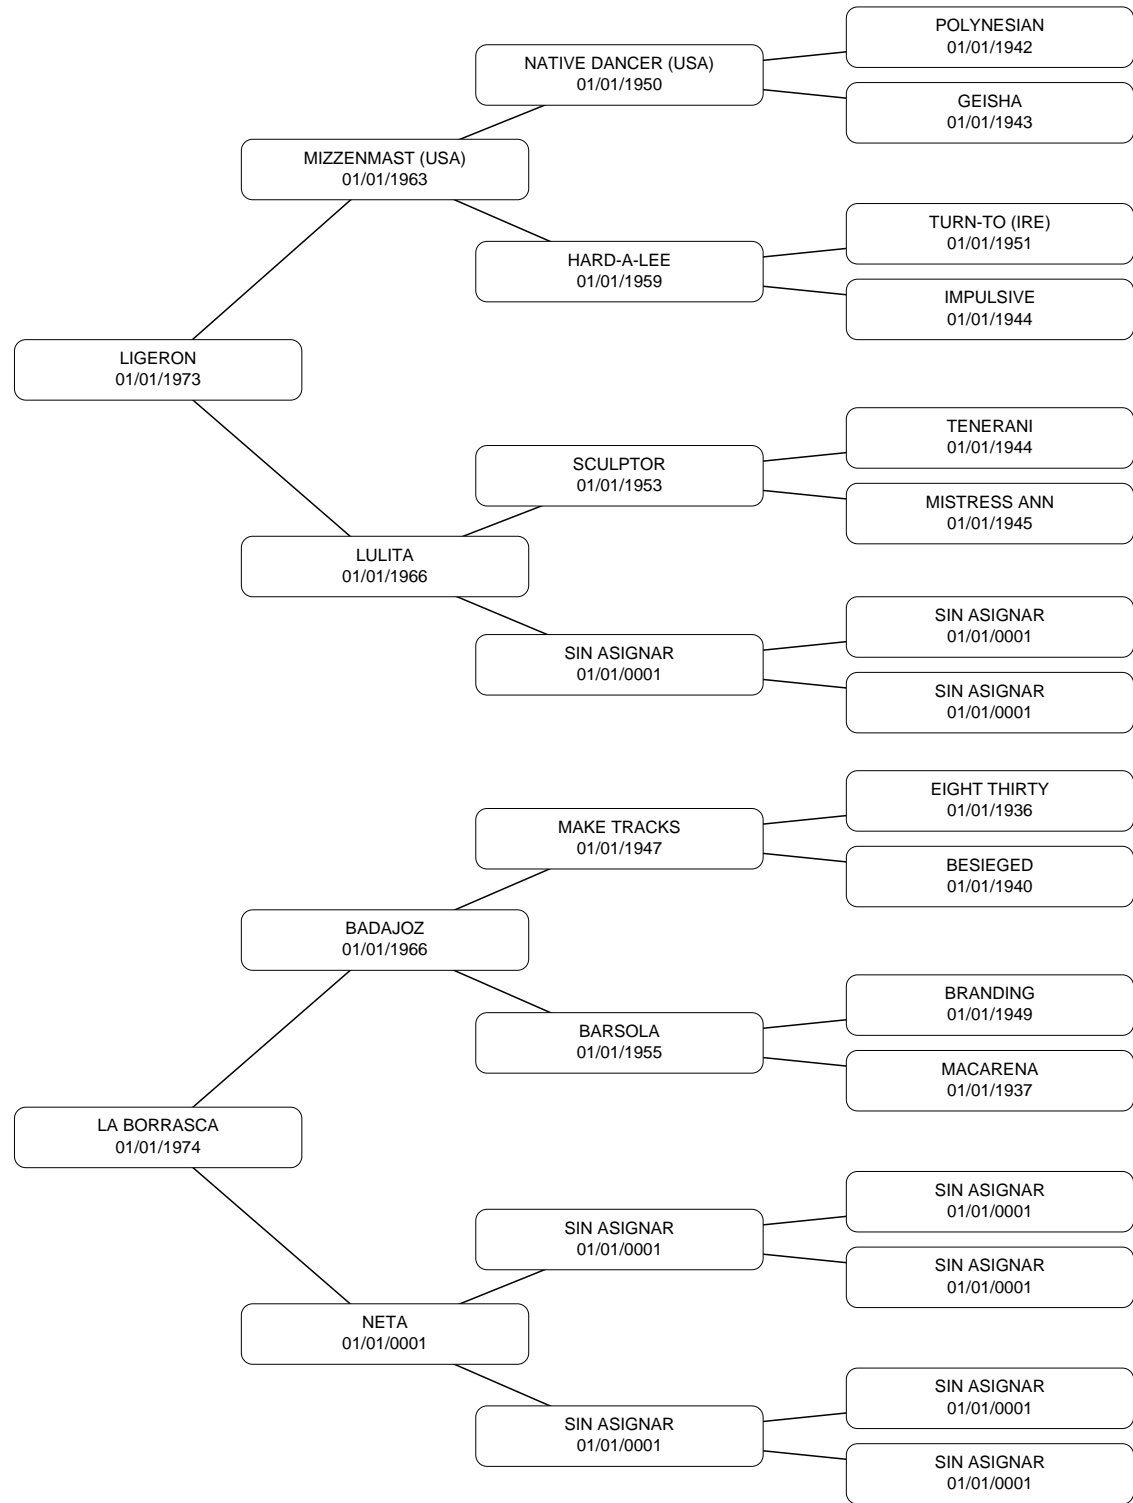 POLYNESIAN
01/01/1942
NATIVE DANCER (USA)
01/01/1950
GEISHA
01/01/1943
MIZZENMAST (USA)
01/01/1963
TURN-TO (IRE)
01/01/1951
HARD-A-LEE
01/01/1959
IMPULSIVE
01/01/1944
LIGERON
01/01/1973
TENERANI
01/01/1944
SCULPTOR
01/01/1953
MISTRESS ANN
01/01/1945
LULITA
01/01/1966
SIN ASIGNAR
01/01/0001
SIN ASIGNAR
01/01/0001
SIN ASIGNAR
01/01/0001
EIGHT THIRTY
01/01/1936
MAKE TRACKS
01/01/1947
BESIEGED
01/01/1940
BADAJOZ
01/01/1966
BRANDING
01/01/1949
BARSOLA
01/01/1955
MACARENA
01/01/1937
LA BORRASCA
01/01/1974
SIN ASIGNAR
01/01/0001
SIN ASIGNAR
01/01/0001
SIN ASIGNAR
01/01/0001
NETA
01/01/0001
SIN ASIGNAR
01/01/0001
SIN ASIGNAR
01/01/0001
SIN ASIGNAR
01/01/0001